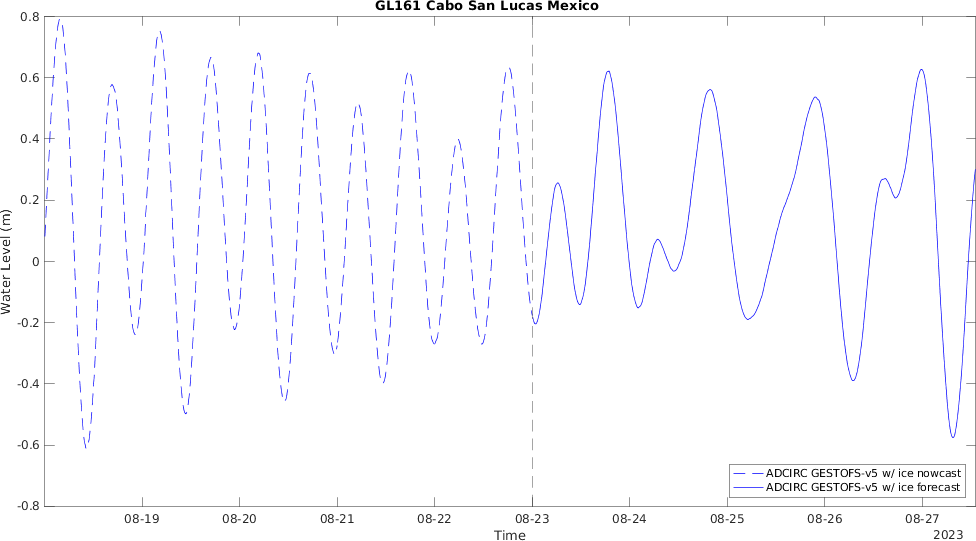 GL161 Cabo San Lucas Mexico
0.8
0.6
0.4
0.2
0
-0.2
-0.4
-0.6
-0.8
Water Level (m)
ADCIRC GESTOFS-v5 w/ ice nowcast
ADCIRC GESTOFS-v5 w/ ice forecast
08-19 08-20 08-21 08-22 08-23 08-24 08-25 08-26 08-27
Time
2023